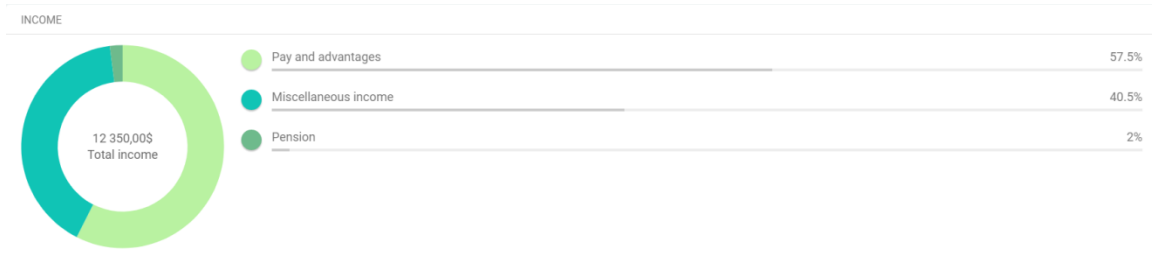 INCOME
Pay and advantages 57.5%
Miscellaneous income 40.5%
Pension 2%
12 350,00$
Total income